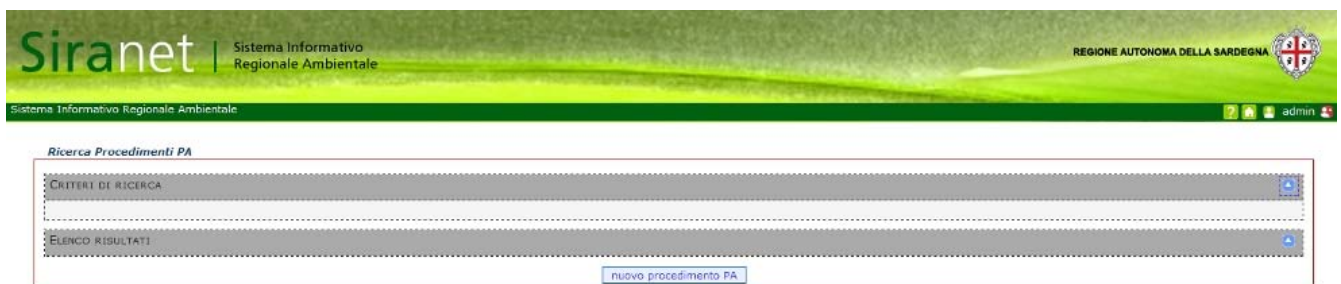 Siranet | Sistema Informativo
Regionale Ambientale
REGIONE AUTONOMA DELLA SARDEGNA
Sistema Informativo Regionale Ambientale
? admin
Ricerca Procedimenti PA
CRITERI DI RICERCA
ELENCO RISULTATI
nuovo procedimento PA